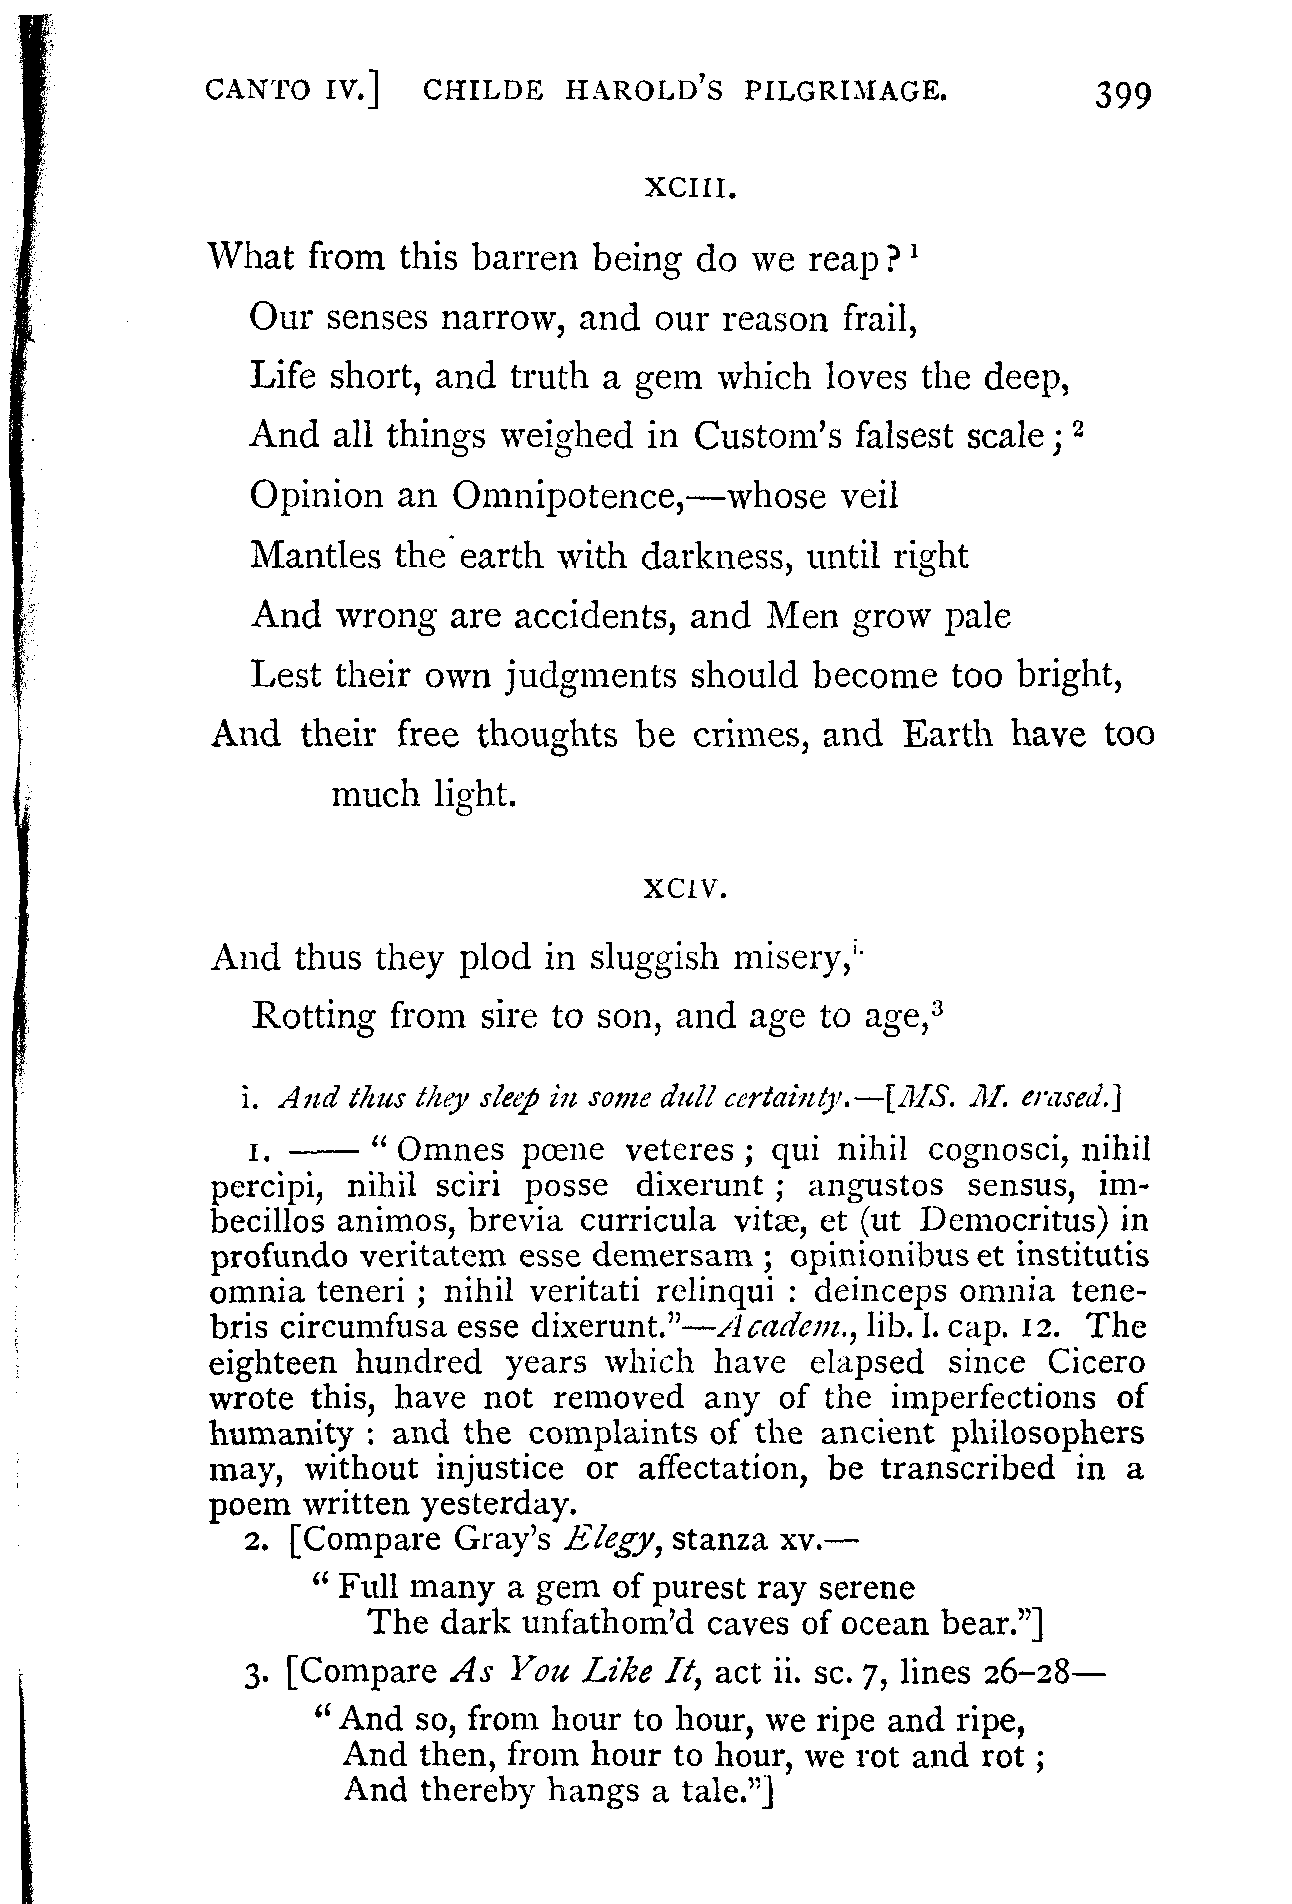 CANTO IV.] CHILDE HAROLD'S PILGRIMAGE. 399
XCIII.
What from this barren being do we reap? ¹
Our senses narrow, and our reason frail,
Life short, and truth a gem which loves the deep,
And all things weighed in Custom's falsest scale; ²
Opinion an Omnipotence,—whose veil
Mantles the earth with darkness, until right
And wrong are accidents, and Men grow pale
Lest their own judgments should become too bright,
And their free thoughts be crimes, and Earth have too
much light.
XCIV.
And thus they plod in sluggish misery,ⁱ·
Rotting from sire to son, and age to age,³
i. And thus they sleep in some dull certainty.—[MS. M. erased.]
1. —— "Omnes pœne veteres; qui nihil cognosci, nihil
percipi, nihil sciri posse dixerunt; angustos sensus, im-
becillos animos, brevia curricula vitæ, et (ut Democritus) in
profundo veritatem esse demersam; opinionibus et institutis
omnia teneri; nihil veritati relinqui: deinceps omnia tene-
bris circumfusa esse dixerunt."—Academ., lib. I. cap. 12. The
eighteen hundred years which have elapsed since Cicero
wrote this, have not removed any of the imperfections of
humanity: and the complaints of the ancient philosophers
may, without injustice or affectation, be transcribed in a
poem written yesterday.
2. [Compare Gray's Elegy, stanza xv.—
"Full many a gem of purest ray serene
The dark unfathom'd caves of ocean bear."]
3. [Compare As You Like It, act ii. sc. 7, lines 26–28—
"And so, from hour to hour, we ripe and ripe,
And then, from hour to hour, we rot and rot;
And thereby hangs a tale."]